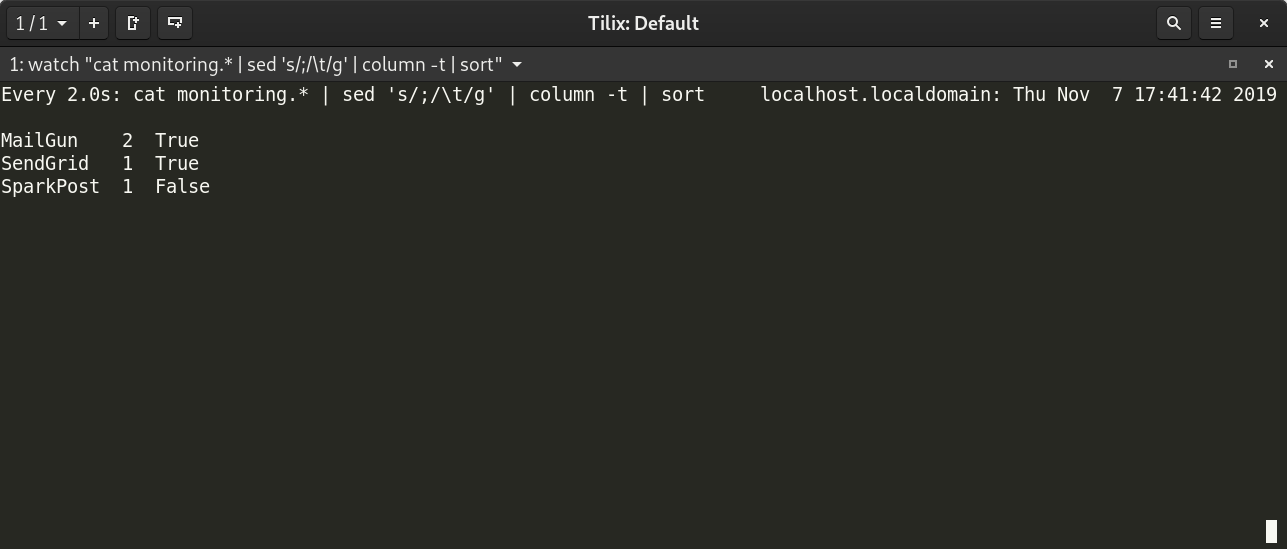 1 / 1
Tilix: Default
1: watch "cat monitoring.* | sed 's/;/\t/g' | column -t | sort"
Every 2.0s: cat monitoring.* | sed 's/;/\t/g' | column -t | sort     localhost.localdomain: Thu Nov  7 17:41:42 2019
MailGun    2  True
SendGrid   1  True
SparkPost  1  False